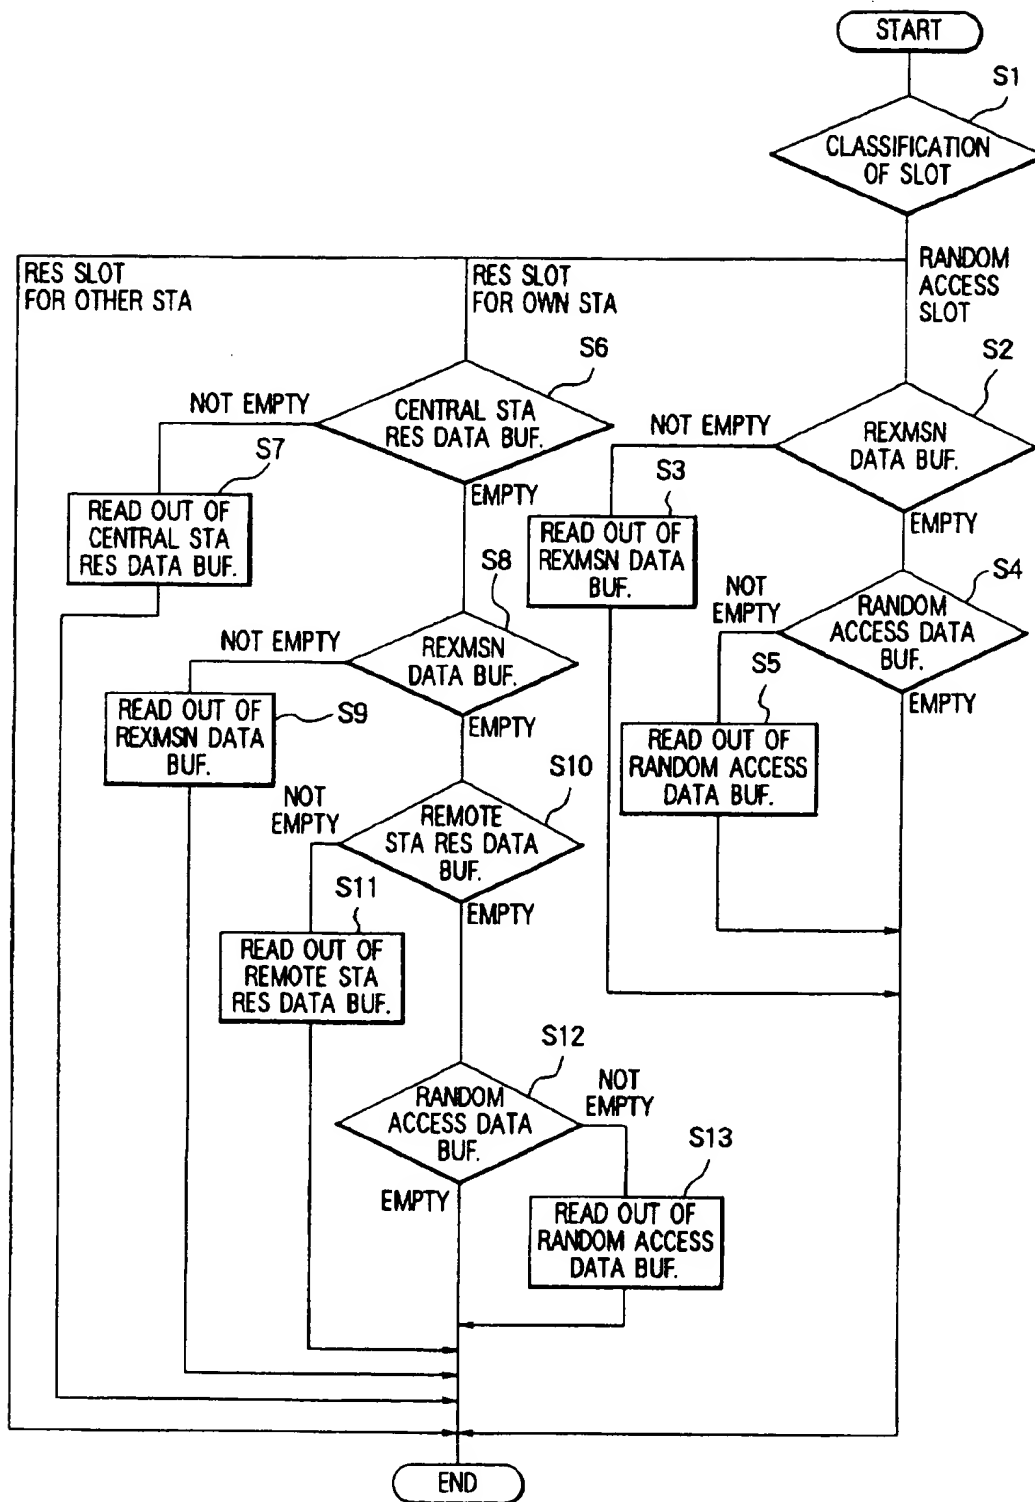 START
S1
CLASSIFICATION
OF SLOT
RES SLOT
FOR OTHER STA
RES SLOT
FOR OWN STA
RANDOM
ACCESS
SLOT
S6
S2
NOT EMPTY
CENTRAL STA
RES DATA BUF.
NOT EMPTY
REXMSN
DATA BUF.
S7
S3
EMPTY
EMPTY
READ OUT OF
CENTRAL STA
RES DATA BUF.
READ OUT OF
REXMSN DATA
BUF.
S8
S4
NOT
EMPTY
RANDOM
ACCESS DATA
BUF.
NOT EMPTY
REXMSN
DATA BUF.
S5
EMPTY
READ OUT OF
REXMSN DATA
BUF.
S9
EMPTY
READ OUT OF
RANDOM ACCESS
DATA BUF.
S10
NOT
EMPTY
REMOTE
STA RES DATA
BUF.
S11
EMPTY
READ OUT OF
REMOTE STA
RES DATA BUF.
S12
RANDOM
ACCESS DATA
BUF.
NOT
EMPTY
S13
EMPTY
READ OUT OF
RANDOM ACCESS
DATA BUF.
END